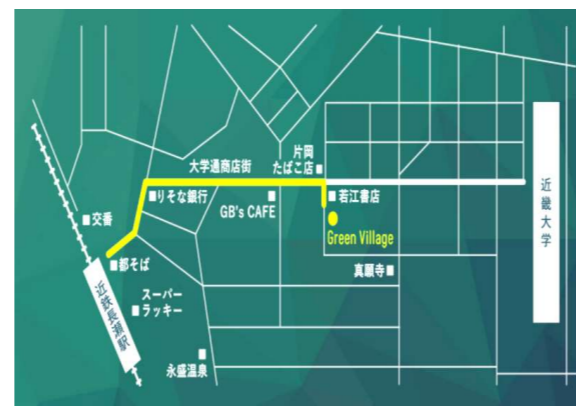 片岡
たばこ店
大学通商店街
りそな銀行
GB's CAFE
若江書店
Green Village
近畿大学
交番
都そば
真願寺
スーパー
ラッキー
近鉄長瀬駅
永盛温泉